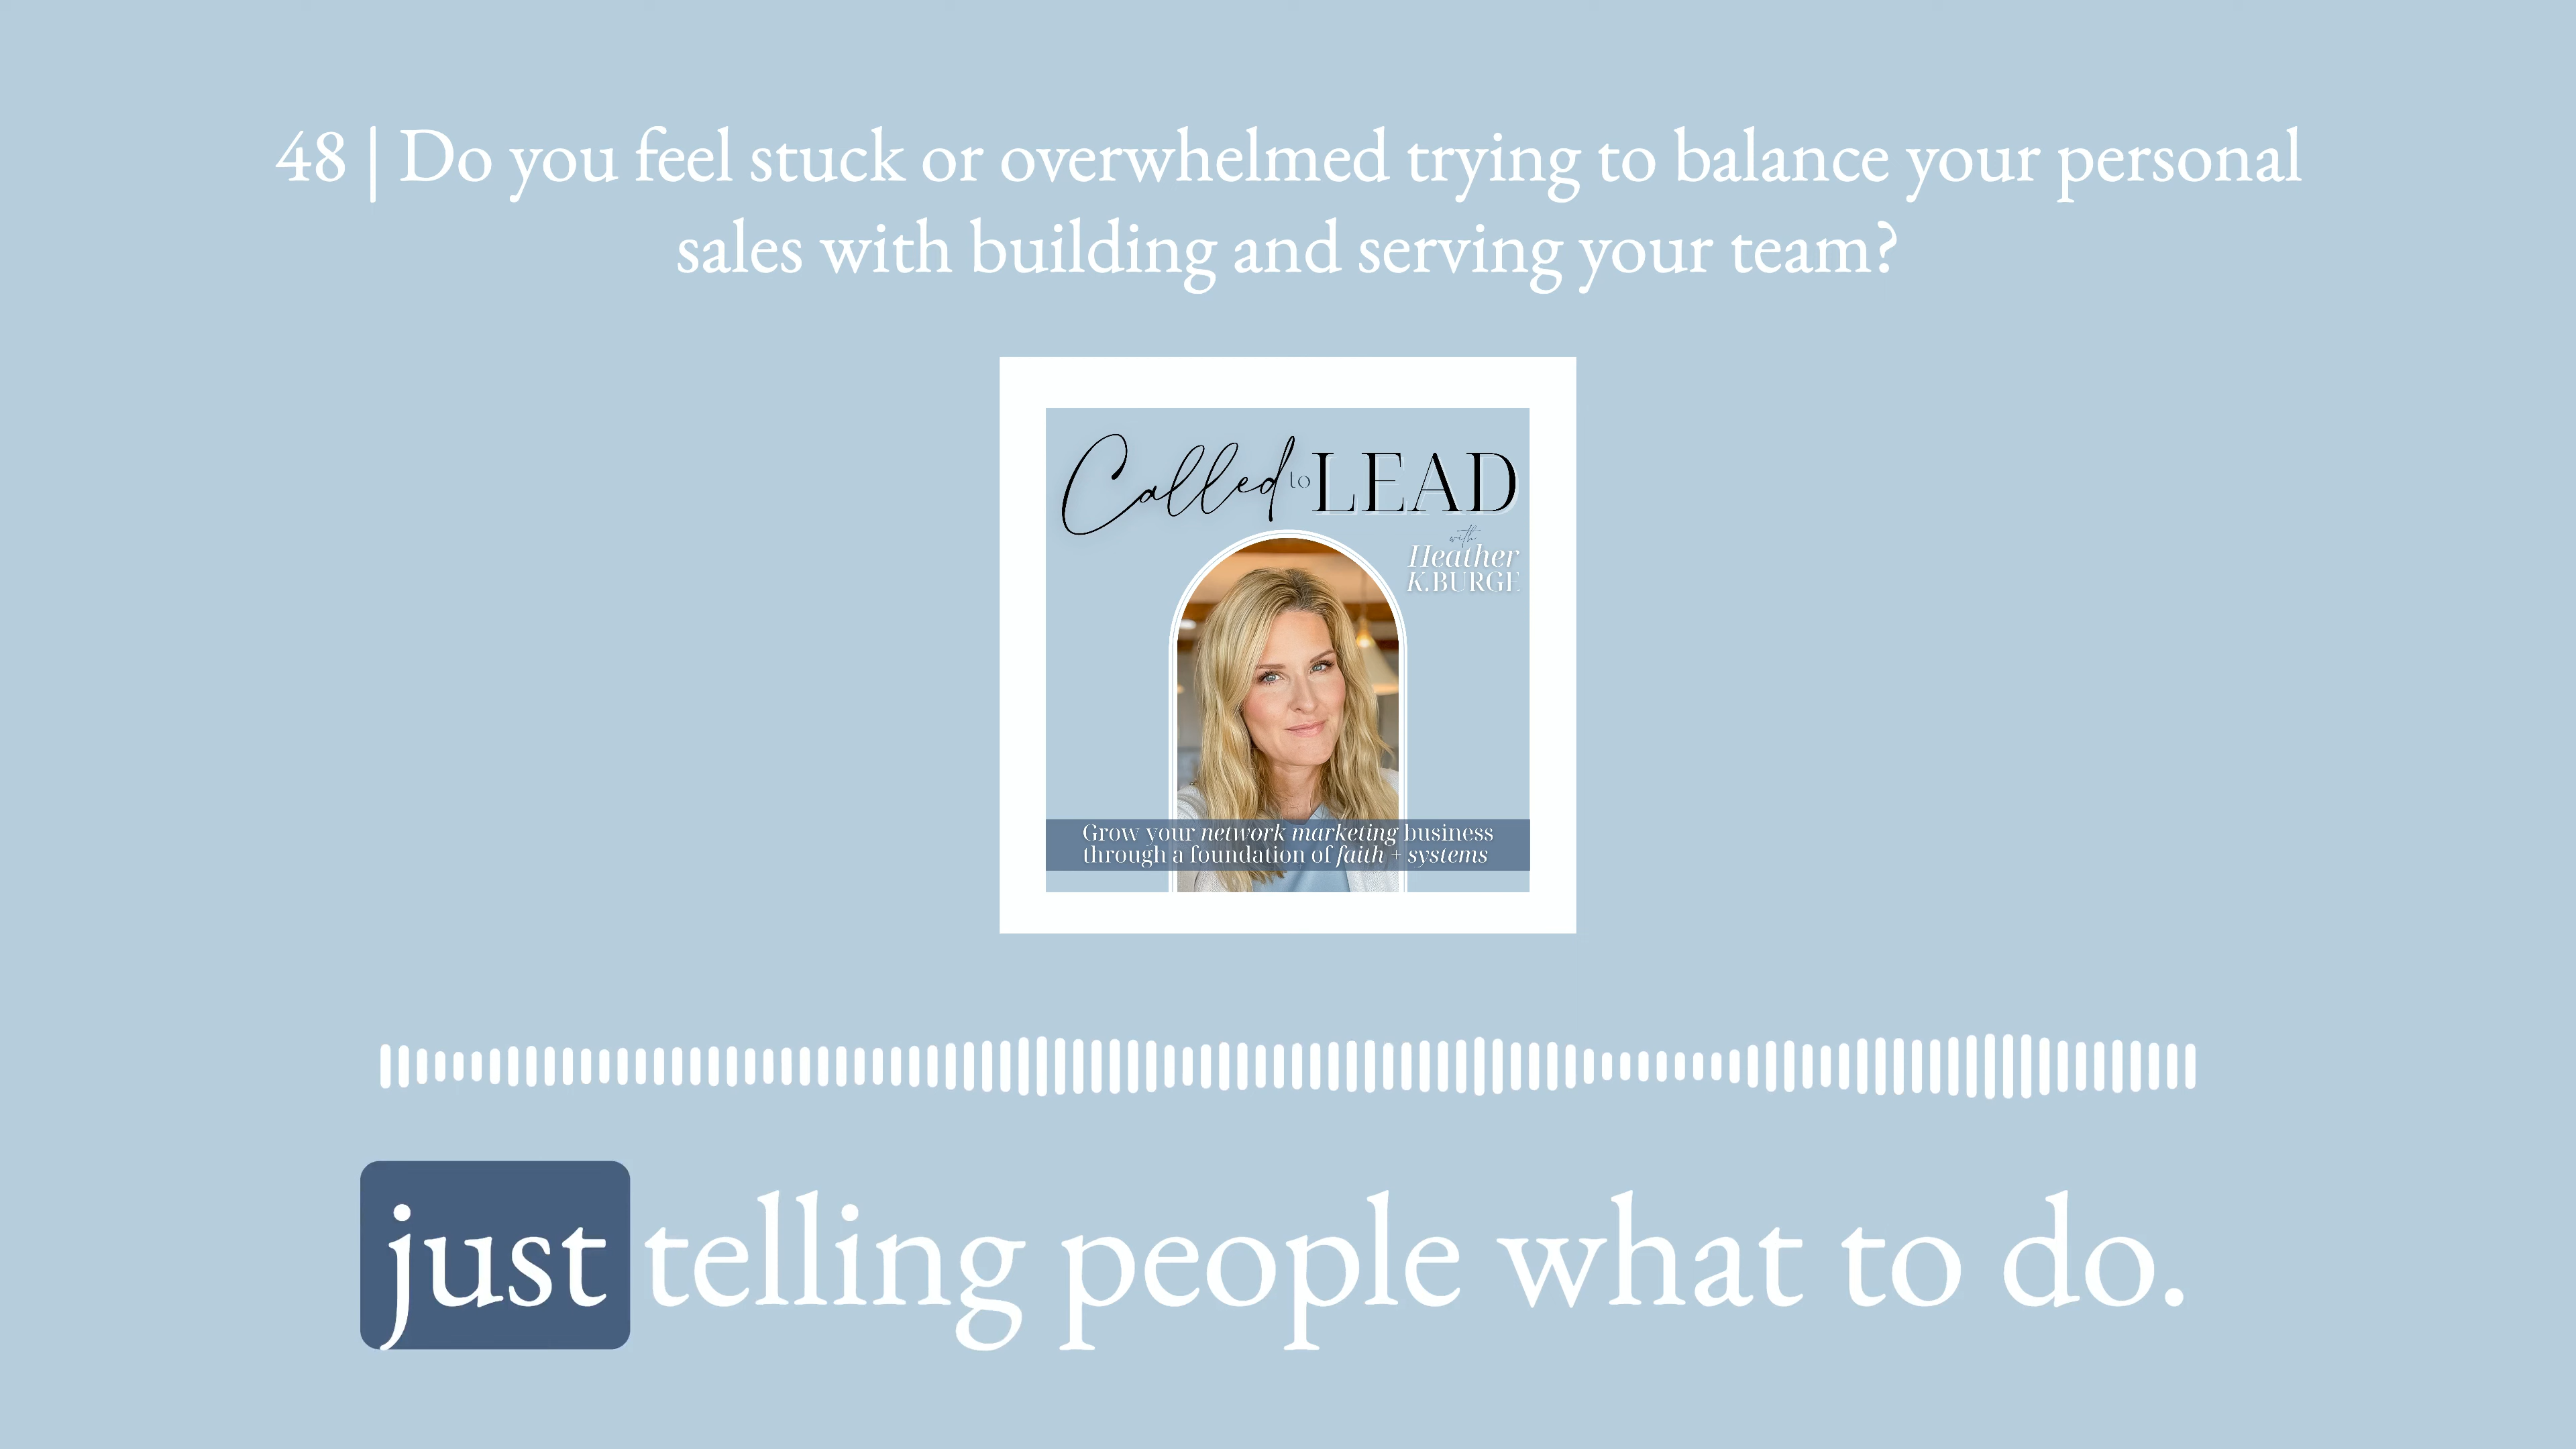 48 | Do you feel stuck or overwhelmed trying to balance your personal
sales with building and serving your team?
Called to LEAD
with
Heather
K.BURGE
Grow your network marketing business
through a foundation of faith + systems
just telling people what to do.